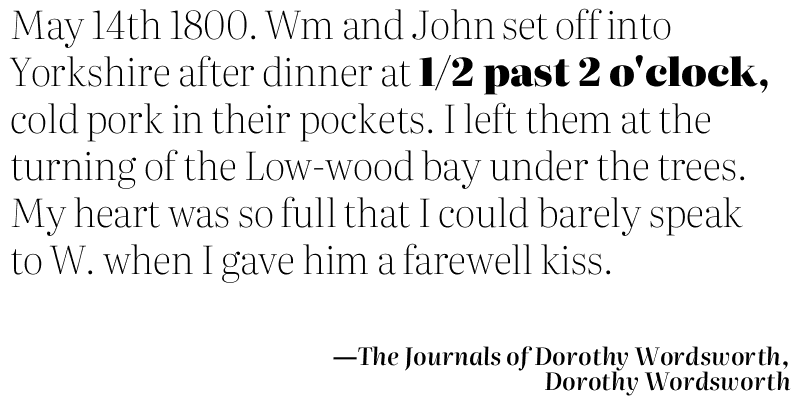 May 14th 1800. Wm and John set off into
Yorkshire after dinner at 1/2 past 2 o'clock,
cold pork in their pockets. I left them at the
turning of the Low-wood bay under the trees.
My heart was so full that I could barely speak
to W. when I gave him a farewell kiss.
—The Journals of Dorothy Wordsworth,
Dorothy Wordsworth